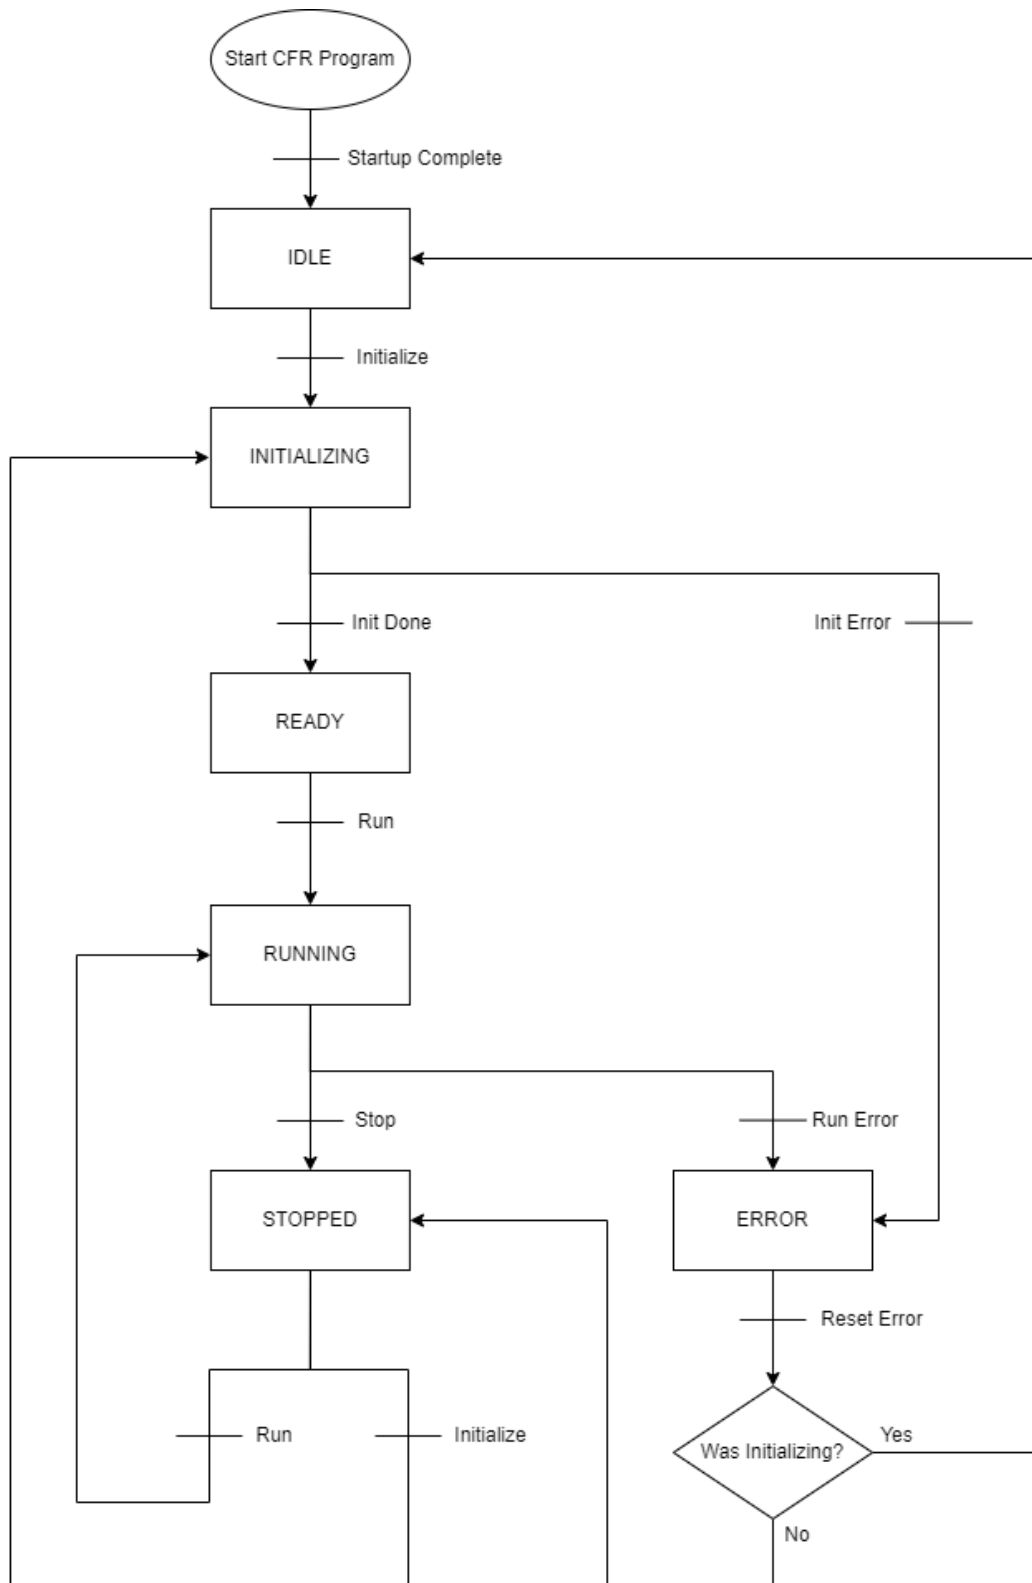 Start CFR Program
Startup Complete
IDLE
Initialize
INITIALIZING
Init Done
Init Error
READY
Run
RUNNING
Stop
Run Error
STOPPED
ERROR
Reset Error
Run
Initialize
Was Initializing?
Yes
No